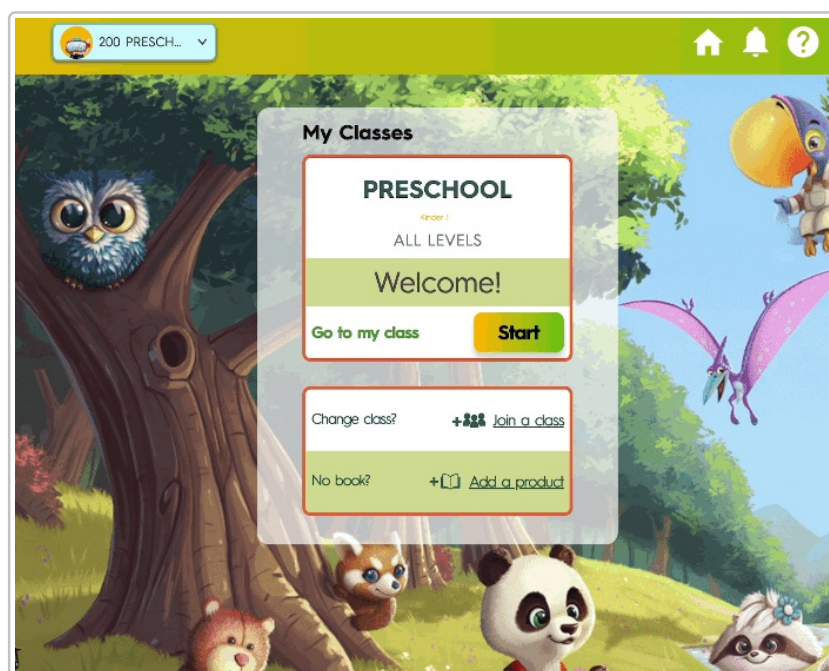 200 PRESCH...
My Classes
PRESCHOOL
Kinder 1
ALL LEVELS
Welcome!
Go to my class
Start
Change class?
+ Join a class
No book?
+ Add a product